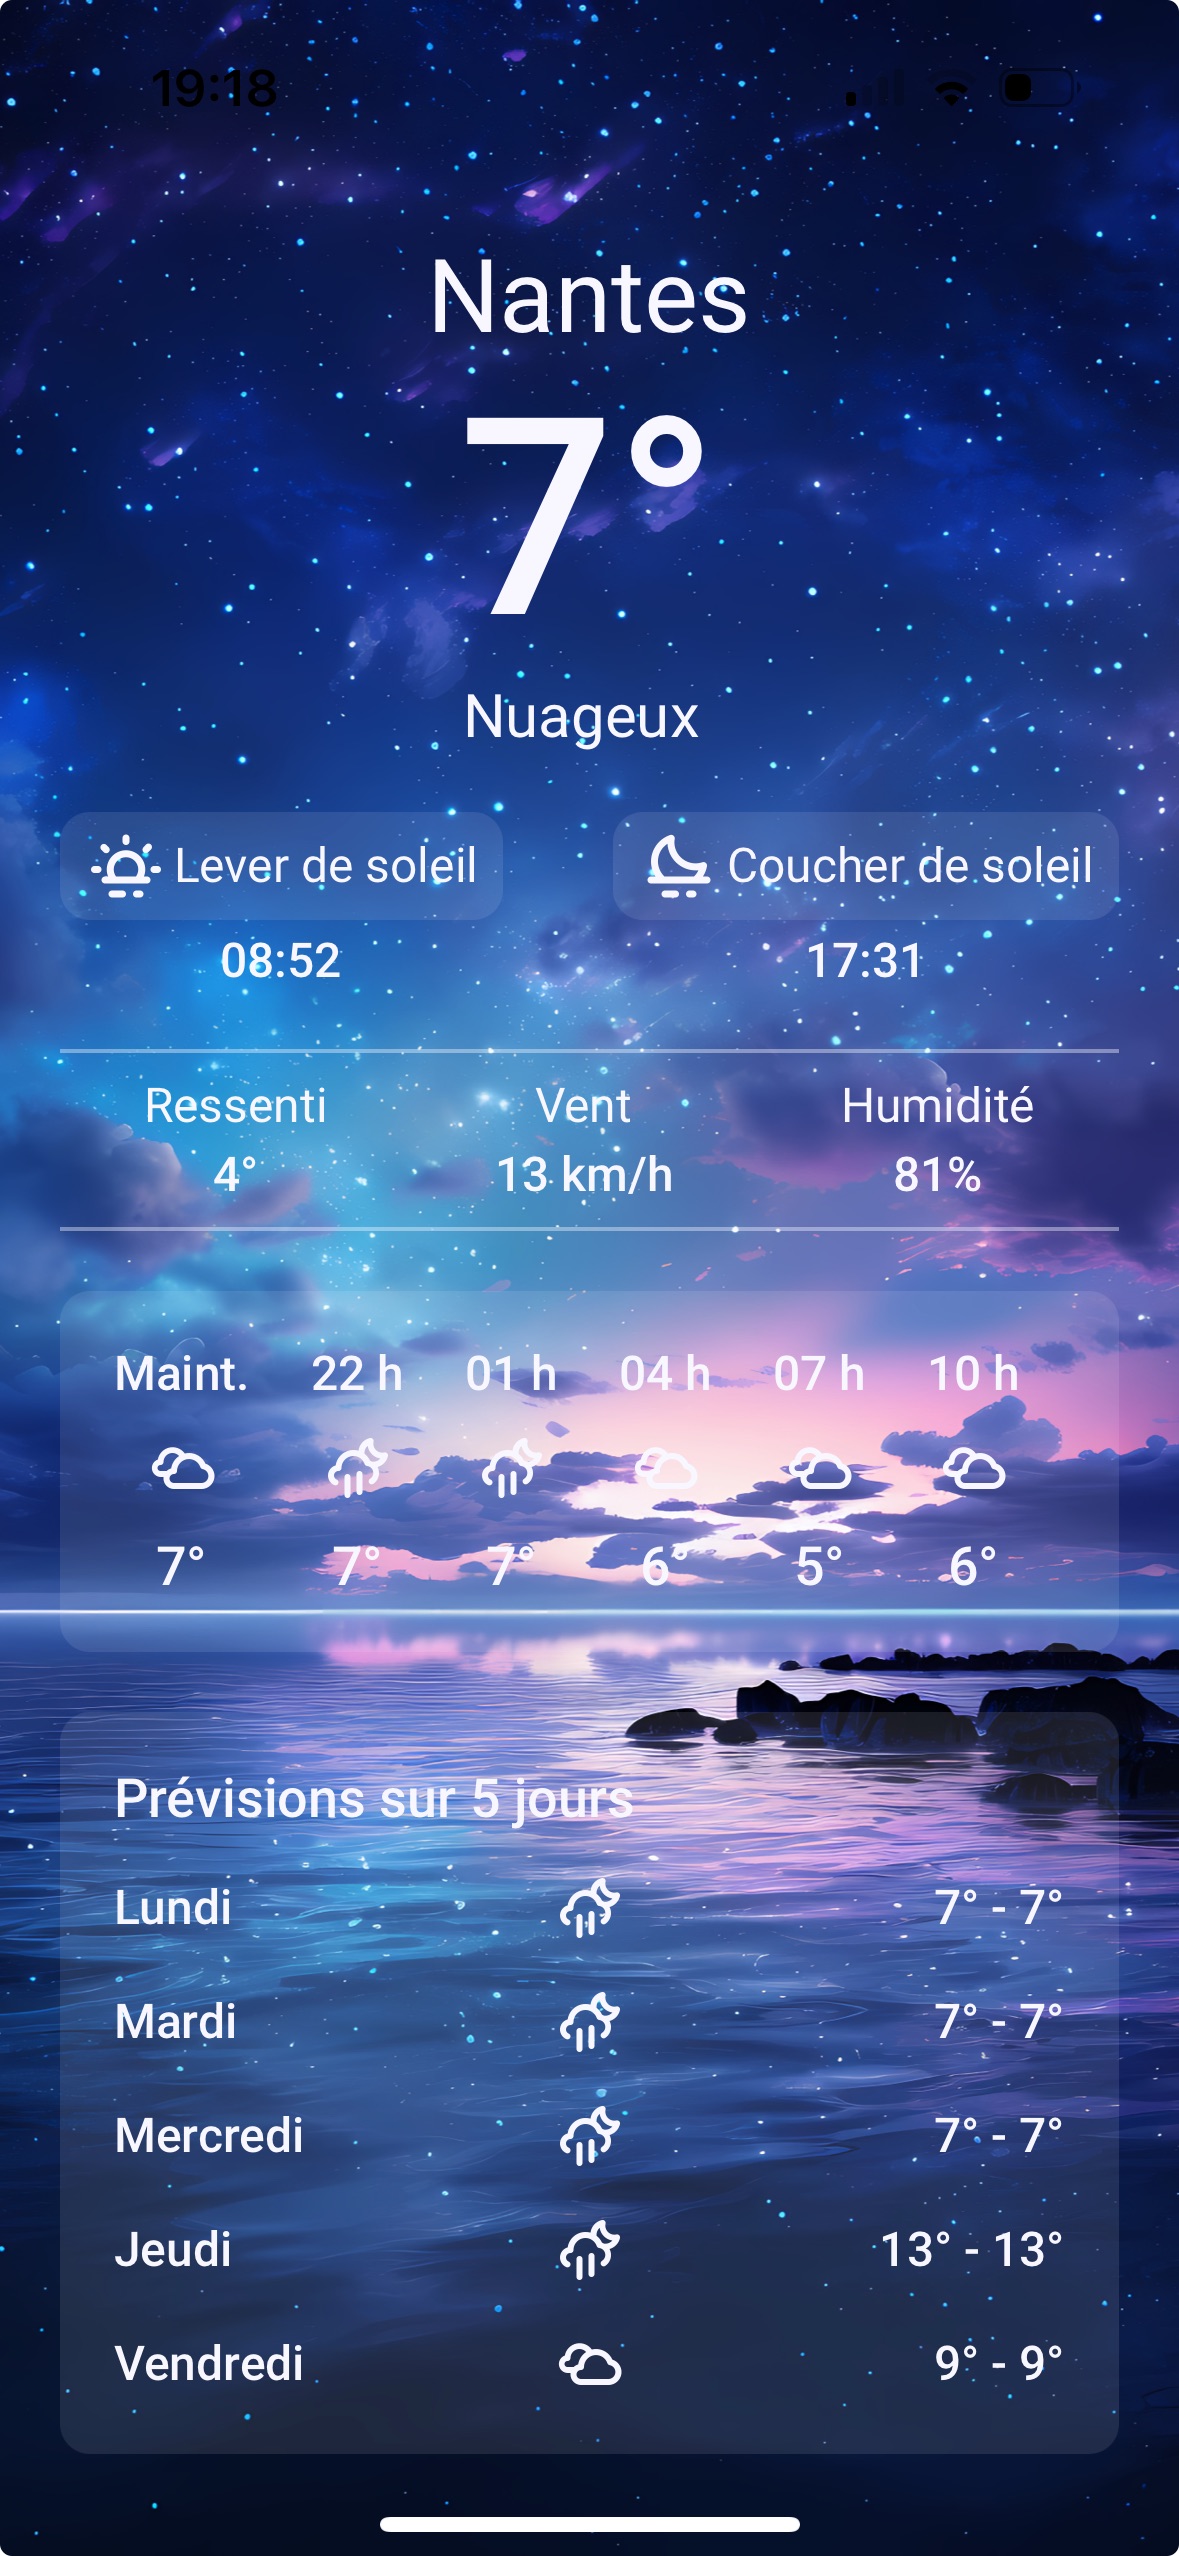 19:18
Nantes
7°
Nuageux
Lever de soleil
Coucher de soleil
08:52
17:31
Ressenti
Vent
Humidité
4°
13 km/h
81%
Maint. 22 h 01 h 04 h 07 h 10 h
7° 7° 7° 6° 5° 6°
Prévisions sur 5 jours
Lundi 7° - 7°
Mardi 7° - 7°
Mercredi 7° - 7°
Jeudi 13° - 13°
Vendredi 9° - 9°